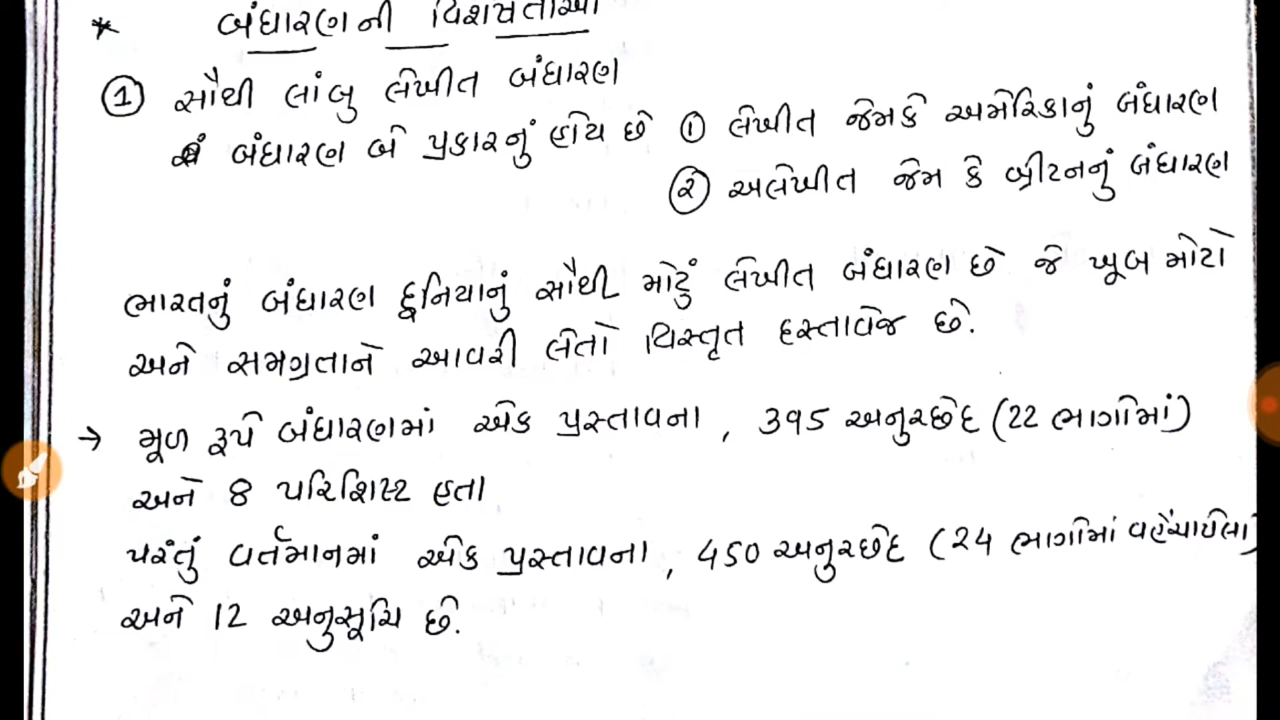 * બંધારણની વિશેષતાઓ
① સૌથી લાંબુ લેખીત બંધારણ
બંધારણ બે પ્રકારનું હોય છે ① લેખીત જેમકે અમેરિકાનું બંધારણ
② અલેખીત જેમ કે બ્રીટનનું બંધારણ
ભારતનું બંધારણ દુનિયાનું સૌથી મોટું લેખીત બંધારણ છે જે ખૂબ મોટો
અને સમગ્રતાને આવરી લેતો વિસ્તૃત દસ્તાવેજ છે.
→ મૂળ રૂપે બંધારણમાં એક પ્રસ્તાવના, 395 અનુચ્છેદ (22 ભાગોમાં)
અને 8 પરિશિષ્ટ હતા
પરંતું વર્તમાનમાં એક પ્રસ્તાવના, 450 અનુચ્છેદ (24 ભાગોમાં વહેંચાયેલા)
અને 12 અનુસૂચિ છે.